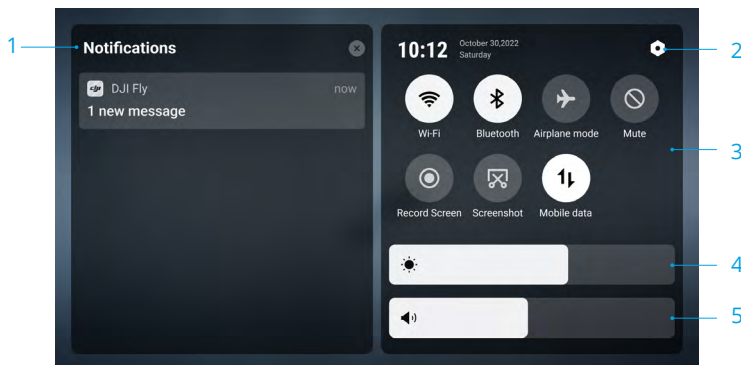 1
Notifications
dji
DJI Fly
now
1 new message
10:12
October 30,2022
Saturday
2
Wi-Fi
Bluetooth
Airplane mode
Mute
3
Record Screen
Screenshot
Mobile data
4
5